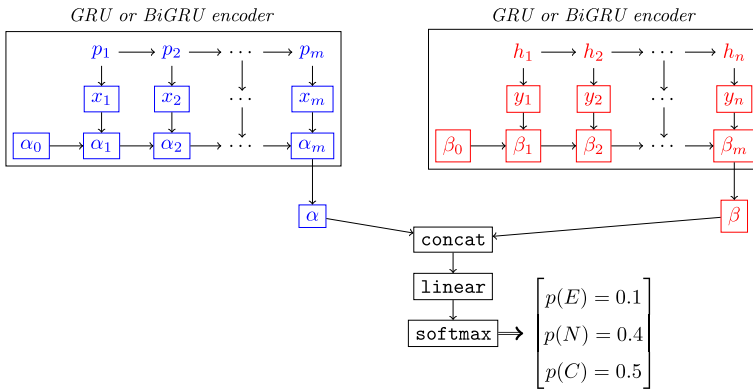 GRU or BiGRU encoder
p₁ p₂ ⋯ pₘ
x₁ x₂ ⋯ xₘ
α₀ α₁ α₂ ⋯ αₘ
α
GRU or BiGRU encoder
h₁ h₂ ⋯ hₙ
y₁ y₂ ⋯ yₙ
β₀ β₁ β₂ ⋯ βₘ
β
concat
linear
softmax
p(E) = 0.1
p(N) = 0.4
p(C) = 0.5